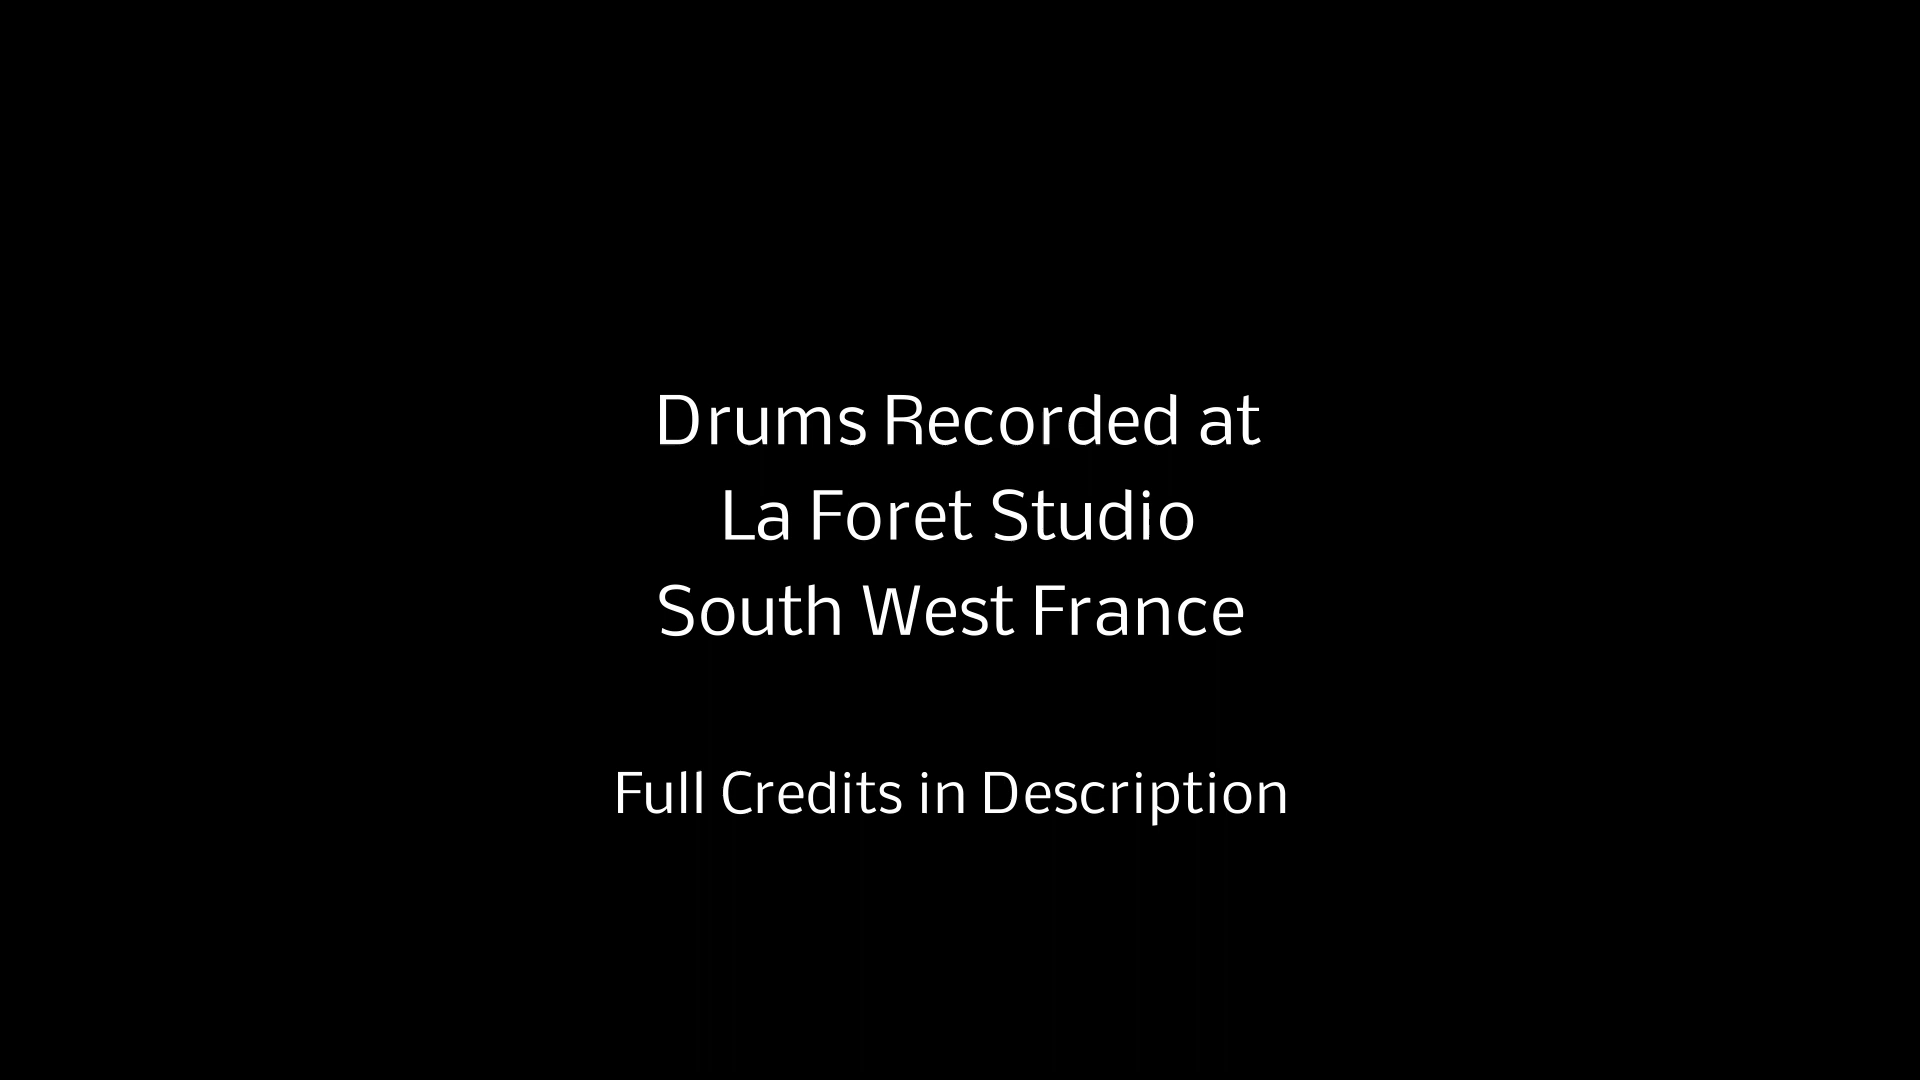 Drums Recorded at
La Foret Studio
South West France
Full Credits in Description